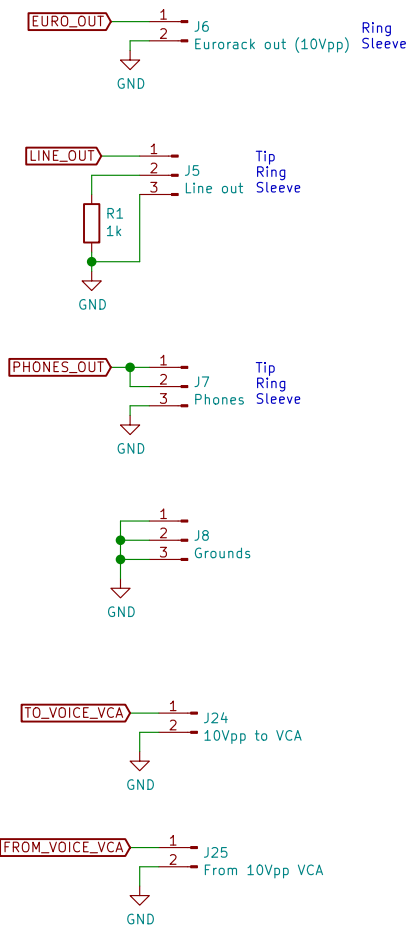 EURO_OUT
1
2
J6
Eurorack out (10Vpp)
Ring
Sleeve
GND
LINE_OUT
1
2
3
J5
Line out
Tip
Ring
Sleeve
R1
1k
GND
PHONES_OUT
1
2
3
J7
Phones
Tip
Ring
Sleeve
GND
1
2
3
J8
Grounds
GND
TO_VOICE_VCA
1
2
J24
10Vpp to VCA
GND
FROM_VOICE_VCA
1
2
J25
From 10Vpp VCA
GND